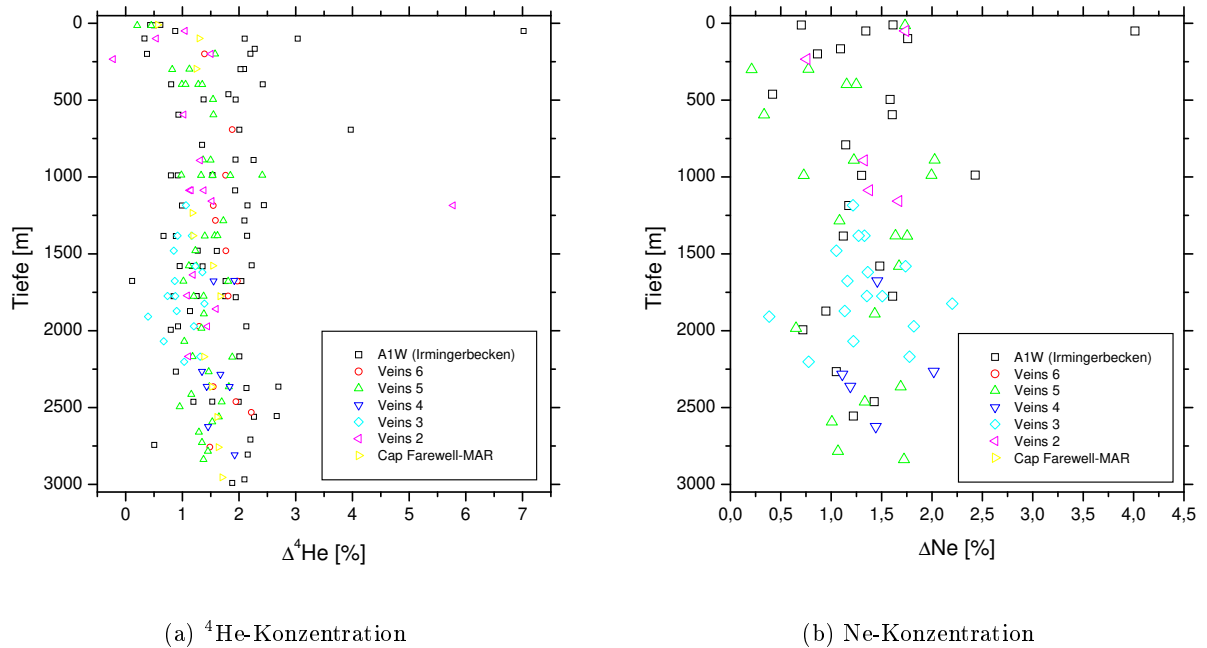 0
500
1000
1500
2000
2500
3000
Tiefe [m]
0 1 2 3 4 5 6 7
Δ⁴He [%]
A1W (Irmingerbecken)
Veins 6
Veins 5
Veins 4
Veins 3
Veins 2
Cap Farewell-MAR
(a) ⁴He-Konzentration
0
500
1000
1500
2000
2500
3000
Tiefe [m]
0,0 0,5 1,0 1,5 2,0 2,5 3,0 3,5 4,0 4,5
ΔNe [%]
A1W (Irmingerbecken)
Veins 6
Veins 5
Veins 4
Veins 3
Veins 2
Cap Farewell-MAR
(b) Ne-Konzentration